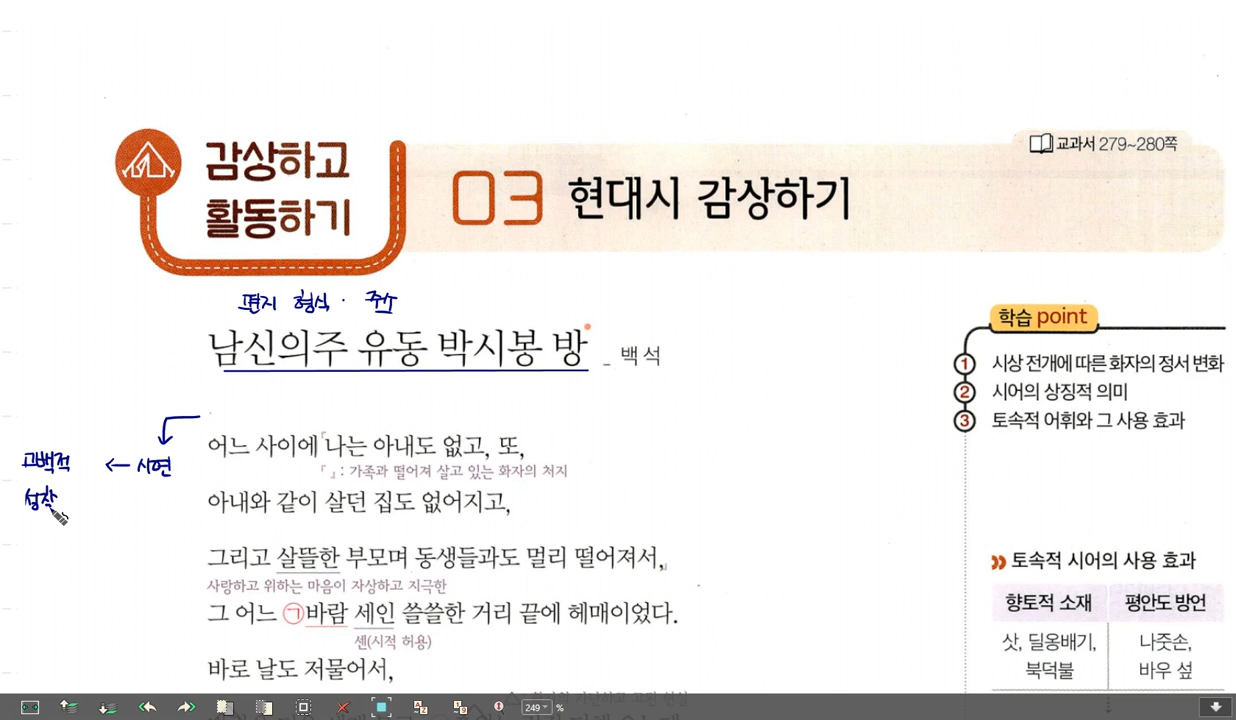 감상하고
활동하기
03 현대시 감상하기
교과서 279~280쪽
편지 형식 · 주소
남신의주 유동 박시봉 방 _ 백 석
학습 point
1 시상 전개에 따른 화자의 정서 변화
2 시어의 상징적 의미
3 토속적 어휘와 그 사용 효과
어느 사이에 『나는 아내도 없고, 또,
『 』: 가족과 떨어져 살고 있는 화자의 처지
고백적 ← 시연
성찰
아내와 같이 살던 집도 없어지고,
그리고 살뜰한 부모며 동생들과도 멀리 떨어져서,』
사랑하고 위하는 마음이 자상하고 지극한
그 어느 ㉠바람 세인 쓸쓸한 거리 끝에 헤매이었다.
센(시적 허용)
바로 날도 저물어서,
토속적 시어의 사용 효과
향토적 소재 평안도 방언
삿, 딜옹배기, 나줏손,
북덕불 바우 섶
249 %